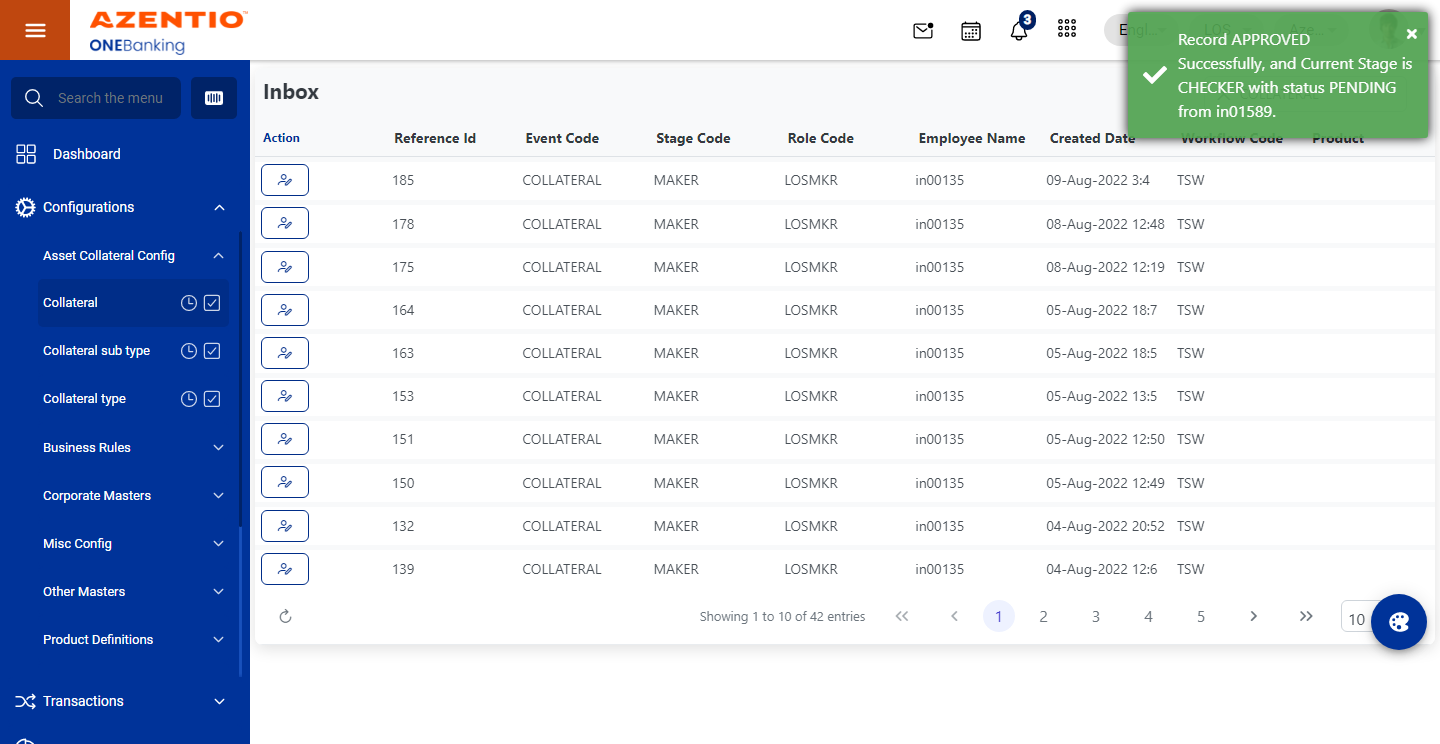 AZENTIO™
ONEBanking
3
Record APPROVED
Successfully, and Current Stage is
CHECKER with status PENDING
from in01589.
Search the menu
Dashboard
Configurations
Asset Collateral Config
Collateral
Collateral sub type
Collateral type
Business Rules
Corporate Masters
Misc Config
Other Masters
Product Definitions
Transactions
Inbox
Action Reference Id Event Code Stage Code Role Code Employee Name Created Date Workflow Code Product
185 COLLATERAL MAKER LOSMKR in00135 09-Aug-2022 3:4 TSW
178 COLLATERAL MAKER LOSMKR in00135 08-Aug-2022 12:48 TSW
175 COLLATERAL MAKER LOSMKR in00135 08-Aug-2022 12:19 TSW
164 COLLATERAL MAKER LOSMKR in00135 05-Aug-2022 18:7 TSW
163 COLLATERAL MAKER LOSMKR in00135 05-Aug-2022 18:5 TSW
153 COLLATERAL MAKER LOSMKR in00135 05-Aug-2022 13:5 TSW
151 COLLATERAL MAKER LOSMKR in00135 05-Aug-2022 12:50 TSW
150 COLLATERAL MAKER LOSMKR in00135 05-Aug-2022 12:49 TSW
132 COLLATERAL MAKER LOSMKR in00135 04-Aug-2022 20:52 TSW
139 COLLATERAL MAKER LOSMKR in00135 04-Aug-2022 12:6 TSW
Showing 1 to 10 of 42 entries 1 2 3 4 5 10